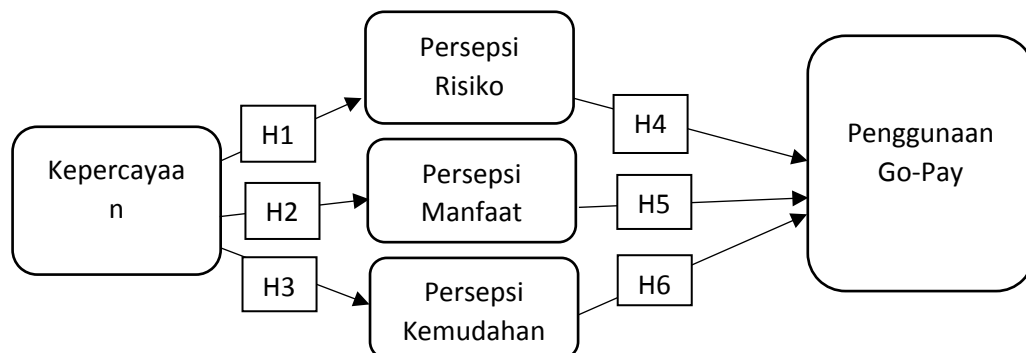 Kepercayaa
n
H1
H2
H3
Persepsi
Risiko
Persepsi
Manfaat
Persepsi
Kemudahan
H4
H5
H6
Penggunaan
Go-Pay